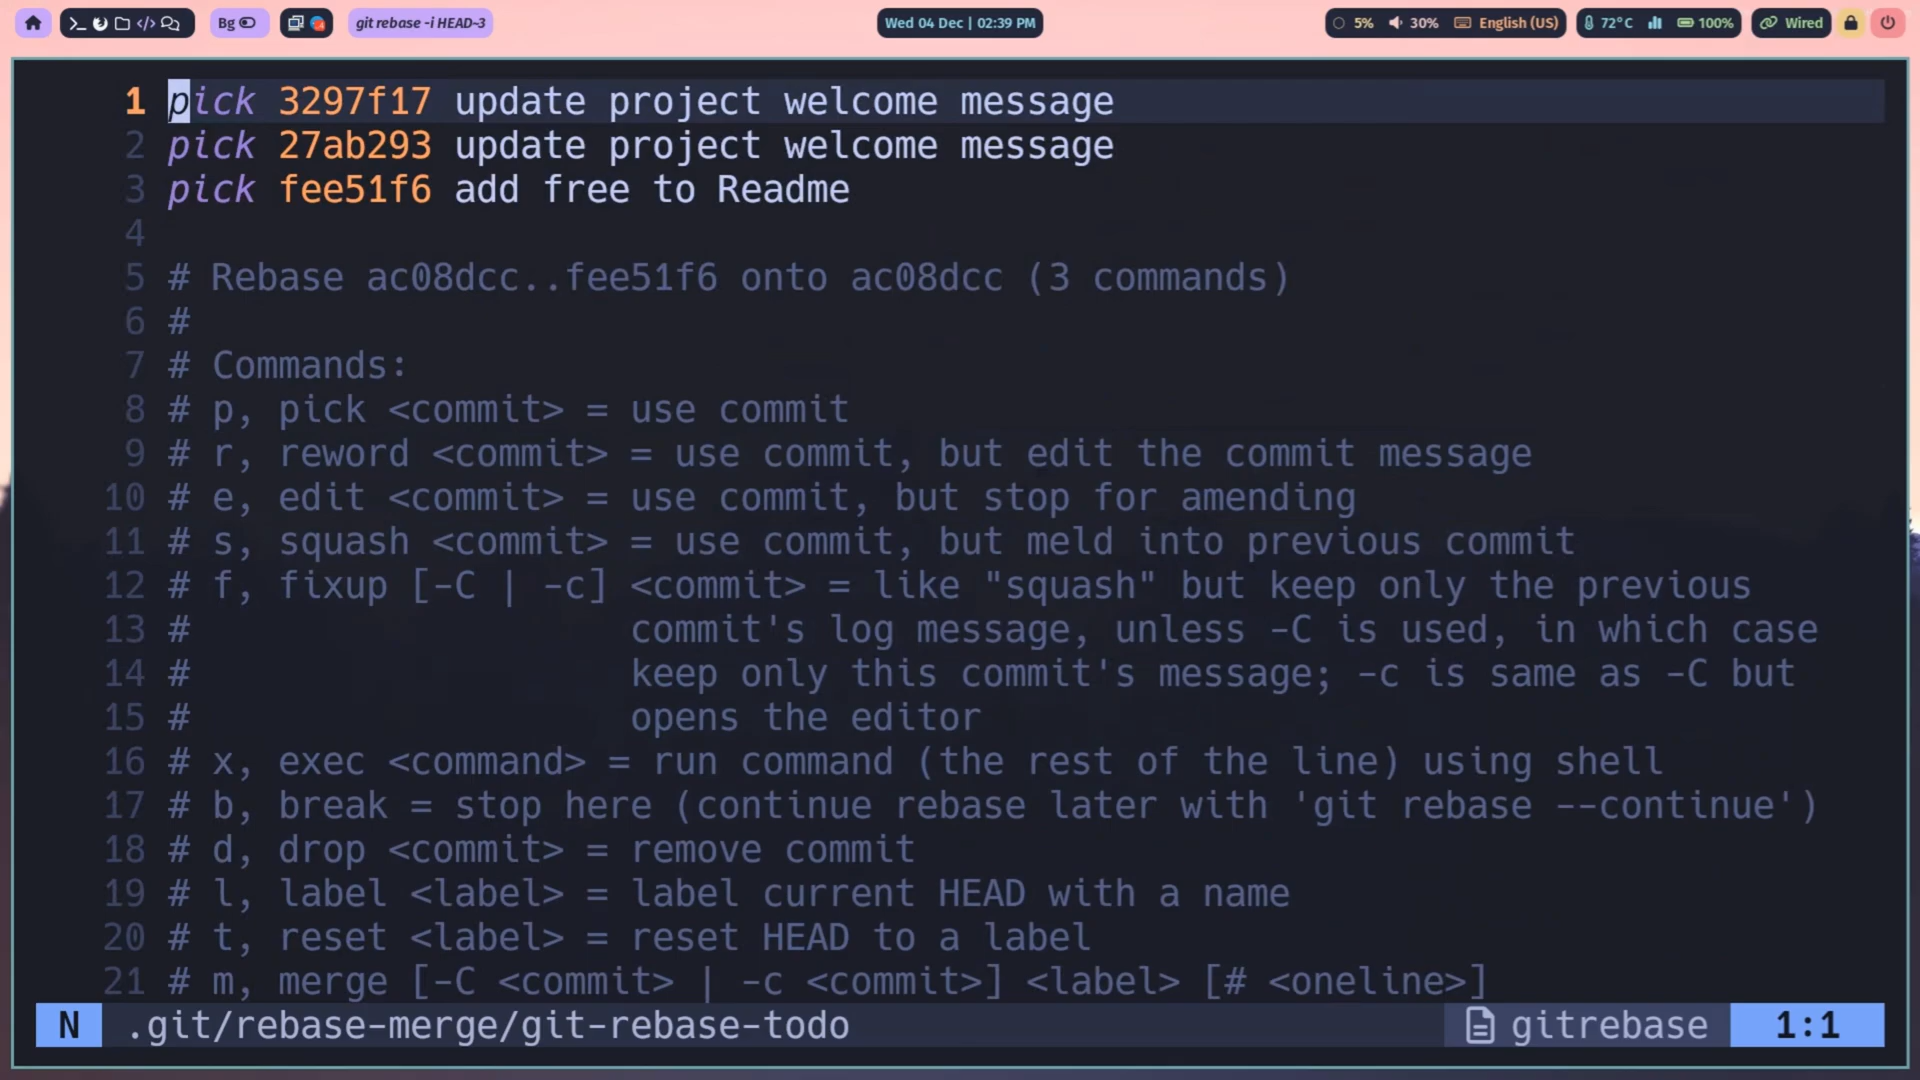 Bg
git rebase -i HEAD~3
Wed 04 Dec | 02:39 PM
5%
30%
English (US)
72°C
100%
Wired
1 pick 3297f17 update project welcome message
2 pick 27ab293 update project welcome message
3 pick fee51f6 add free to Readme
4
5 # Rebase ac08dcc..fee51f6 onto ac08dcc (3 commands)
6 #
7 # Commands:
8 # p, pick <commit> = use commit
9 # r, reword <commit> = use commit, but edit the commit message
10 # e, edit <commit> = use commit, but stop for amending
11 # s, squash <commit> = use commit, but meld into previous commit
12 # f, fixup [-C | -c] <commit> = like "squash" but keep only the previous
13 #                    commit's log message, unless -C is used, in which case
14 #                    keep only this commit's message; -c is same as -C but
15 #                    opens the editor
16 # x, exec <command> = run command (the rest of the line) using shell
17 # b, break = stop here (continue rebase later with 'git rebase --continue')
18 # d, drop <commit> = remove commit
19 # l, label <label> = label current HEAD with a name
20 # t, reset <label> = reset HEAD to a label
21 # m, merge [-C <commit> | -c <commit>] <label> [# <oneline>]
N .git/rebase-merge/git-rebase-todo gitrebase 1:1